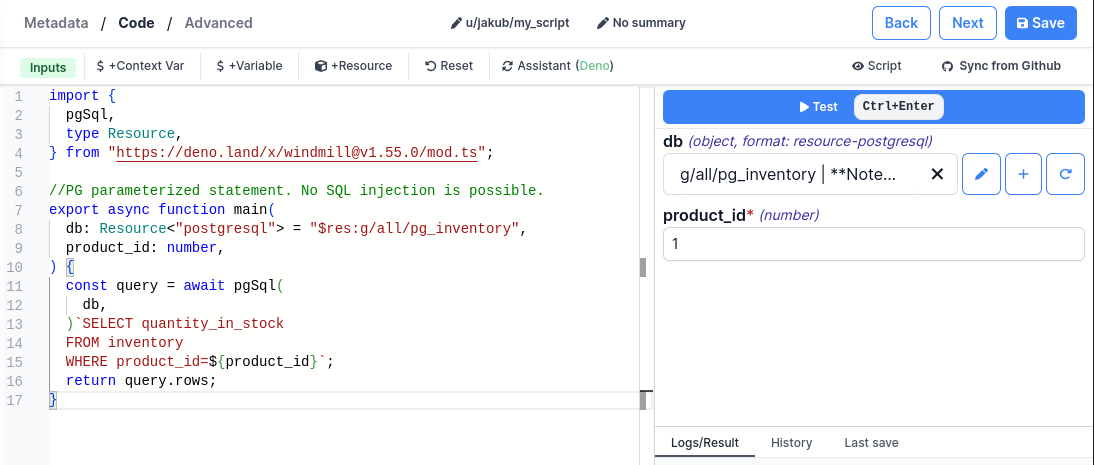 Metadata / Code / Advanced u/jakub/my_script No summary Back Next Save
Inputs $ +Context Var $ +Variable +Resource Reset Assistant (Deno) Script Sync from Github
1 import {
2 pgSql,
3 type Resource,
4 } from "https://deno.land/x/windmill@v1.55.0/mod.ts";
5
6 //PG parameterized statement. No SQL injection is possible.
7 export async function main(
8 db: Resource<"postgresql"> = "$res:g/all/pg_inventory",
9 product_id: number,
10 ) {
11 const query = await pgSql(
12 db,
13 )`SELECT quantity_in_stock
14 FROM inventory
15 WHERE product_id=${product_id}`;
16 return query.rows;
17 }
Test Ctrl+Enter
db (object, format: resource-postgresql)
g/all/pg_inventory | **Note...
product_id* (number)
1
Logs/Result History Last save